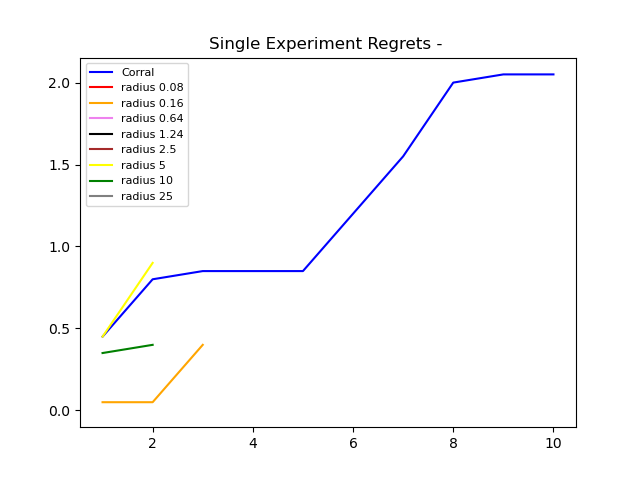 Single Experiment Regrets -
Corral
radius 0.08
radius 0.16
radius 0.64
radius 1.24
radius 2.5
radius 5
radius 10
radius 25
2.0
1.5
1.0
0.5
0.0
2 4 6 8 10